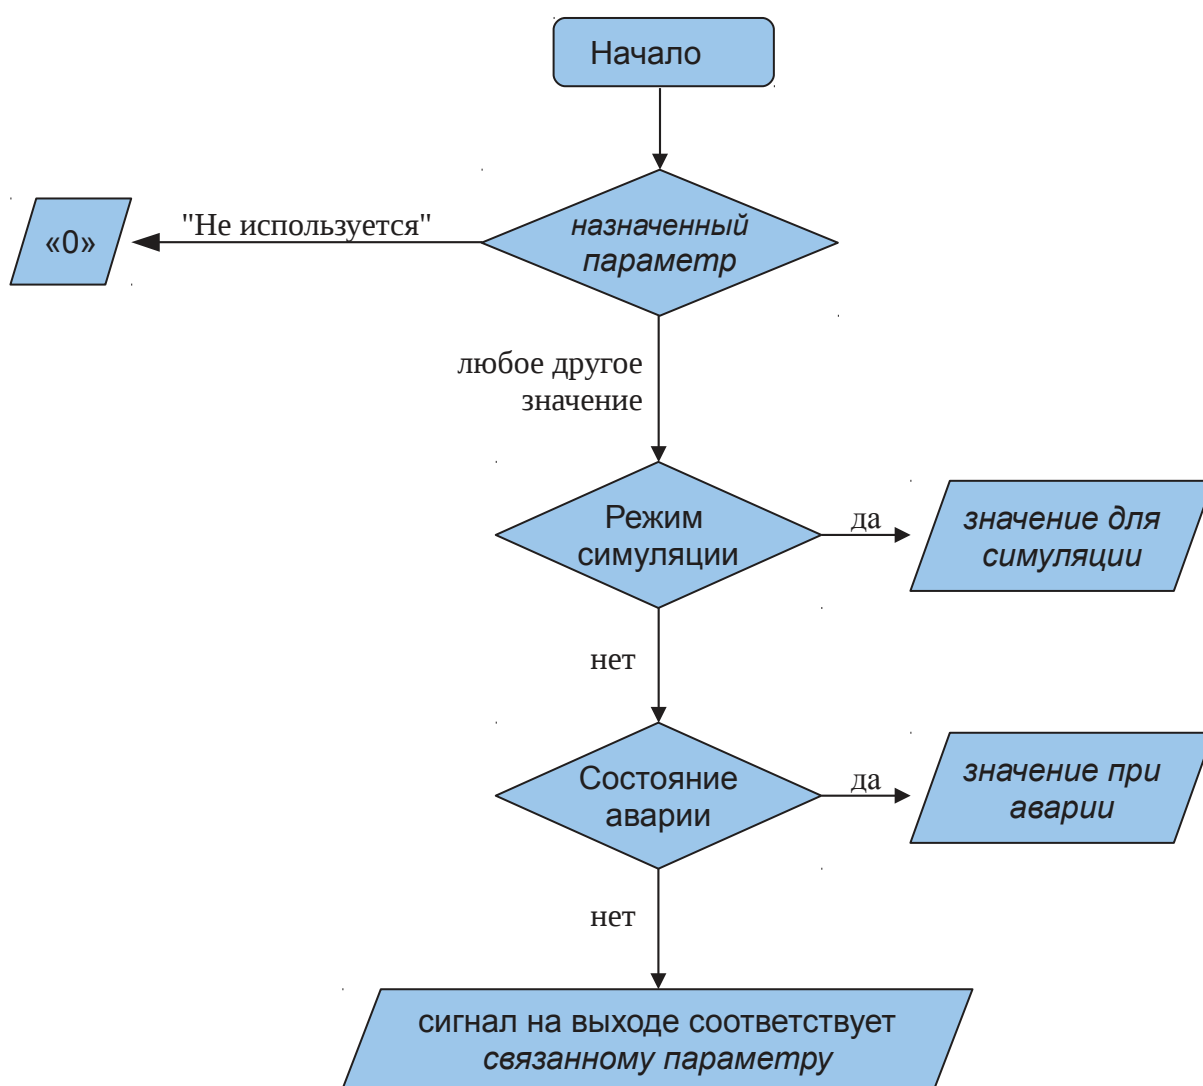 Начало
"Не используется"
«0»
назначенный
параметр
любое другое
значение
Режим
симуляции
да
значение для
симуляции
нет
Состояние
аварии
да
значение при
аварии
нет
сигнал на выходе соответствует
связанному параметру